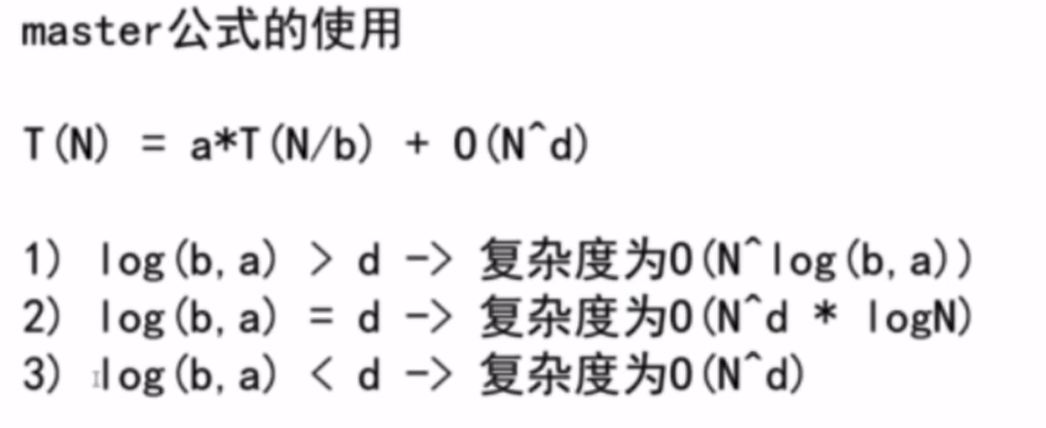 master公式的使用
T(N) = a*T(N/b) + O(N^d)
1) log(b,a) > d -> 复杂度为O(N^log(b,a))
2) log(b,a) = d -> 复杂度为O(N^d * logN)
3) log(b,a) < d -> 复杂度为O(N^d)